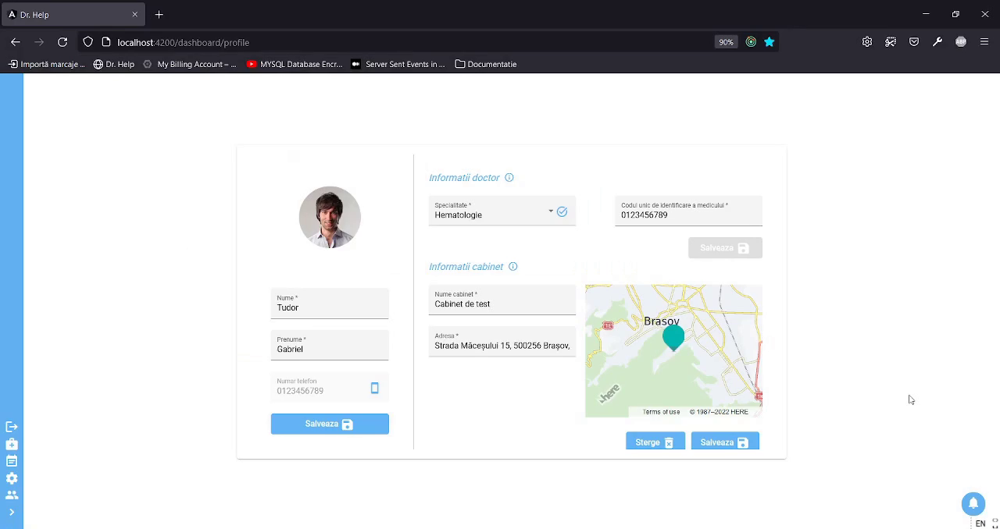 Dr. Help
localhost:4200/dashboard/profile
90%
ABP
Importă marcaje …
Dr. Help
My Billing Account – …
MYSQL Database Encr…
Server Sent Events in …
Documentatie
Informatii doctor
Specialitate *
Hematologie
Codul unic de identificare a medicului *
0123456789
Salveaza
Informatii cabinet
Nume cabinet *
Cabinet de test
Adresa *
Strada Măceșului 15, 500256 Brașov,
Brasov
here
Terms of use
© 1987–2022 HERE
Sterge
Salveaza
Nume *
Tudor
Prenume *
Gabriel
Numar telefon
0123456789
Salveaza
EN